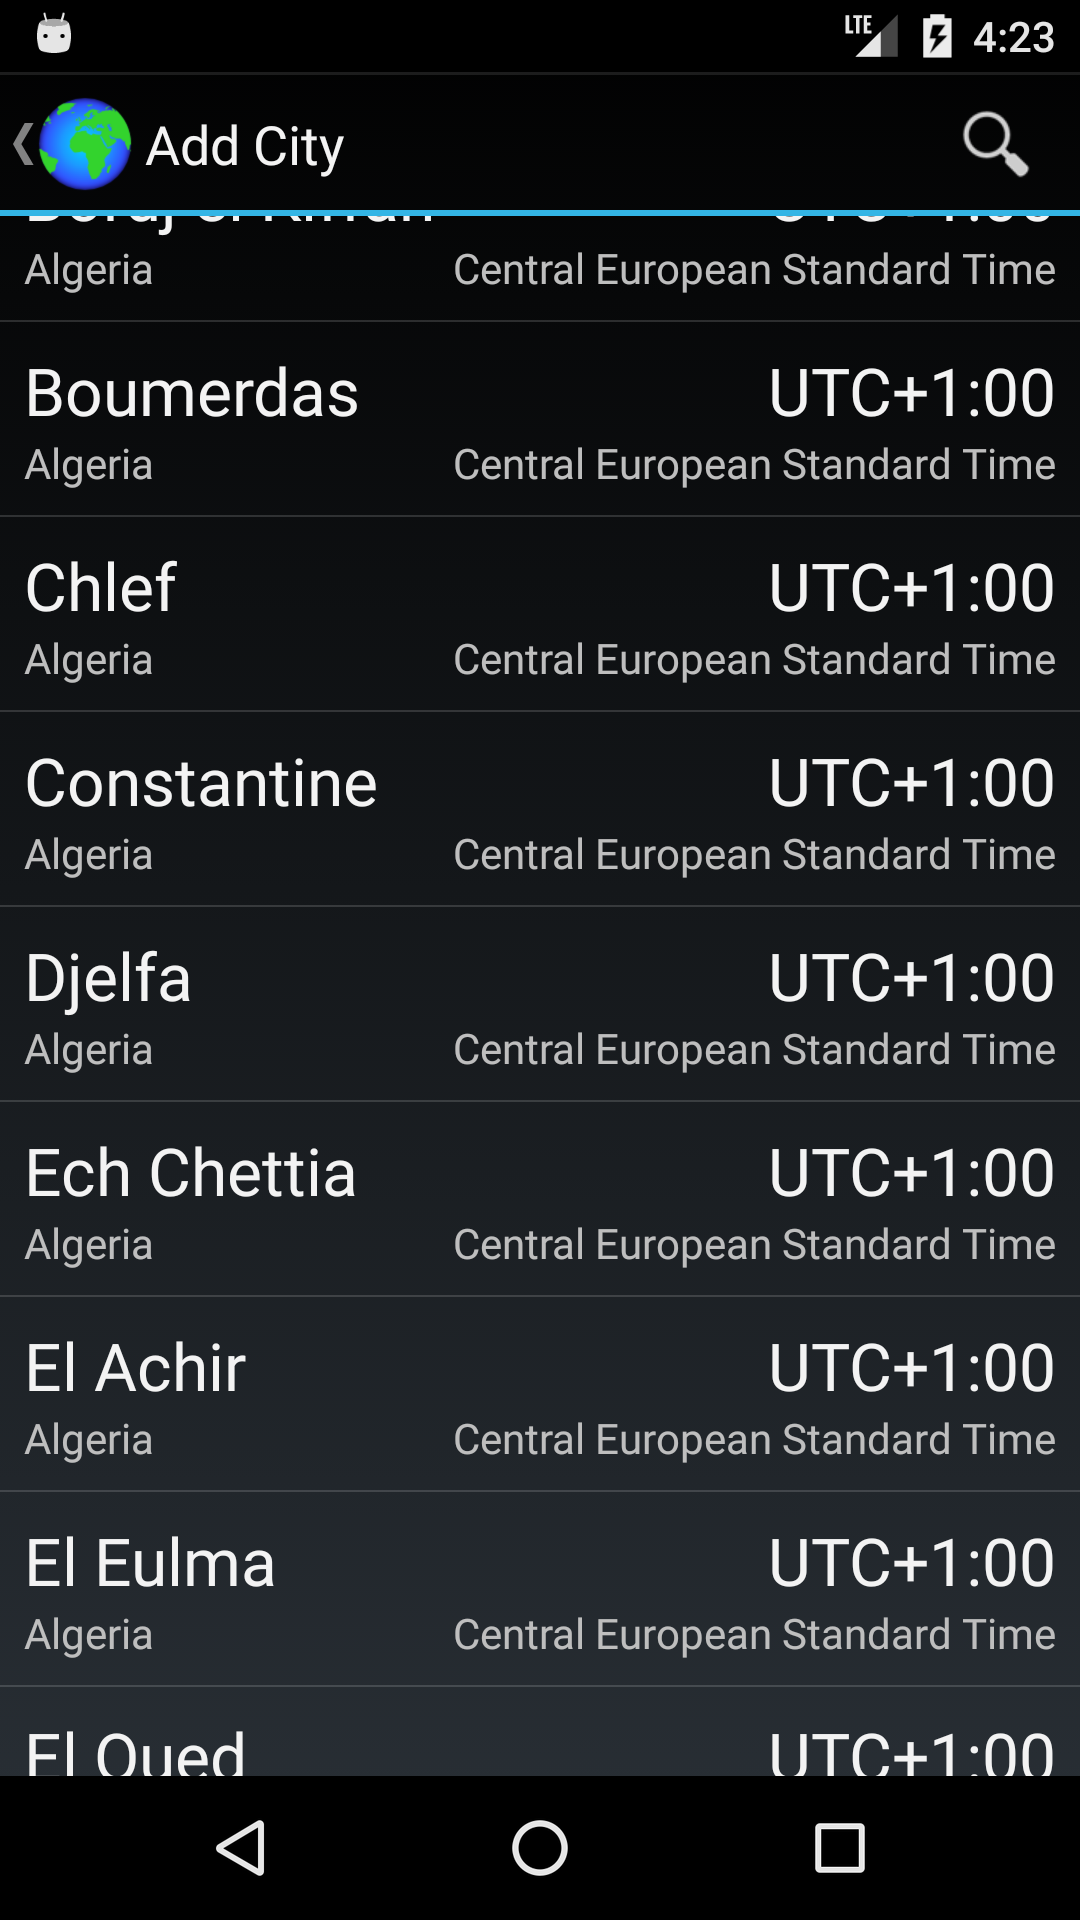 LTE 4:23
Add City
Algeria Central European Standard Time
Boumerdas UTC+1:00
Algeria Central European Standard Time
Chlef UTC+1:00
Algeria Central European Standard Time
Constantine UTC+1:00
Algeria Central European Standard Time
Djelfa UTC+1:00
Algeria Central European Standard Time
Ech Chettia UTC+1:00
Algeria Central European Standard Time
El Achir UTC+1:00
Algeria Central European Standard Time
El Eulma UTC+1:00
Algeria Central European Standard Time
El Oued UTC+1:00